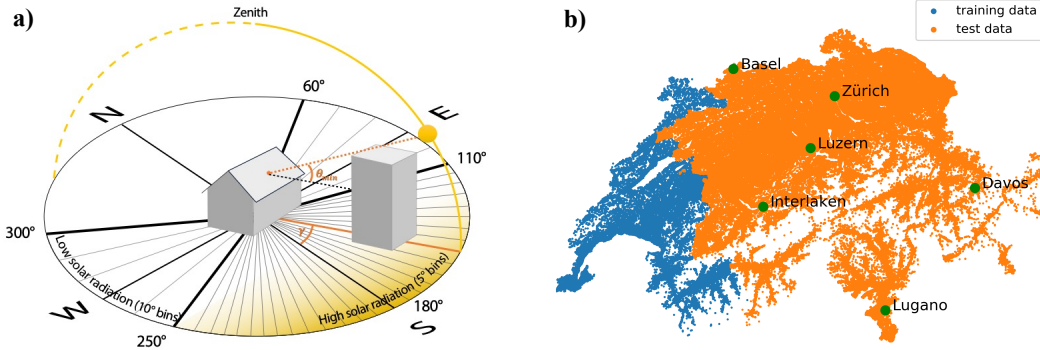 a)
Zenith
N
60°
E
110°
θmin
γ
300°
Low solar radiation (10° bins)
High solar radiation (5° bins)
W
180°
S
250°
b)
training data
test data
Basel
Zürich
Luzern
Davos
Interlaken
Lugano